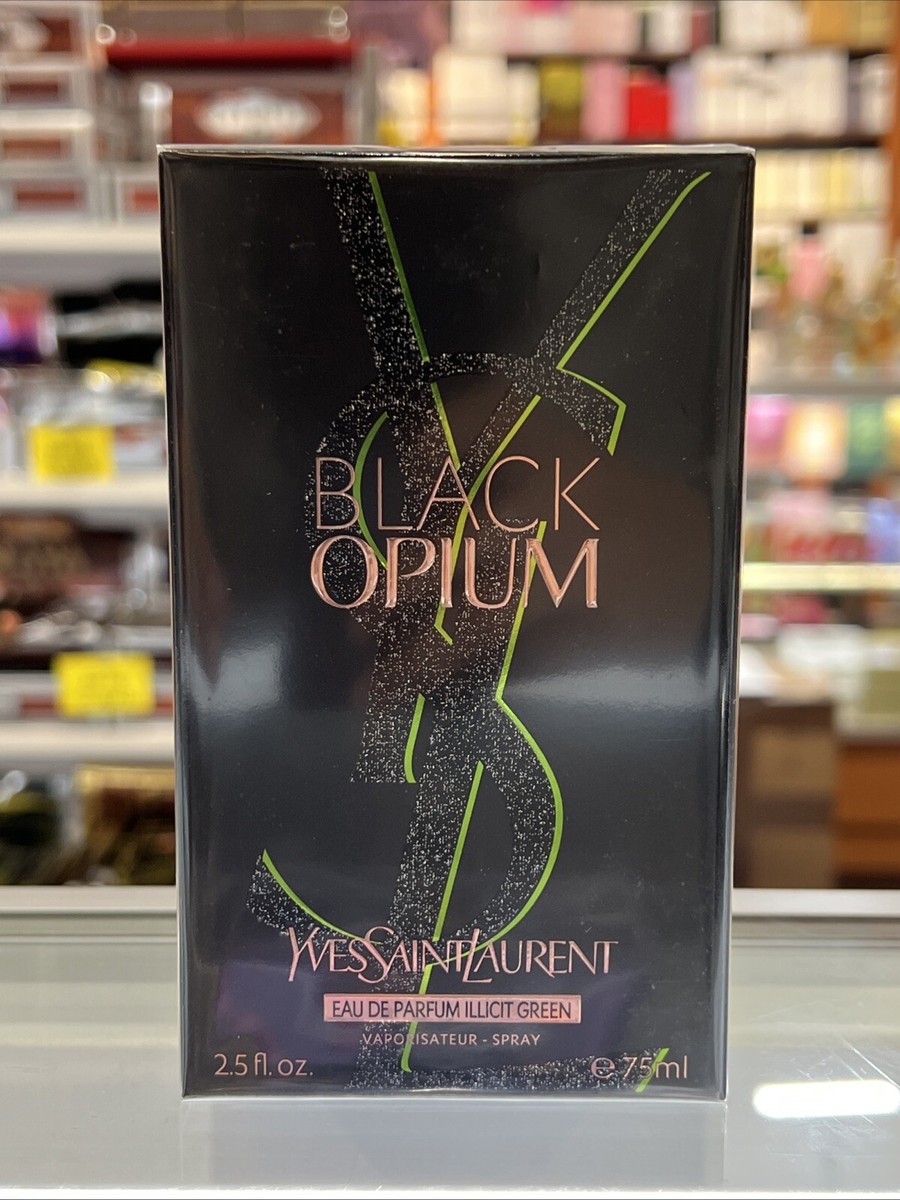 BLACK
OPIUM
YVESSAINTLAURENT
EAU DE PARFUM ILLICIT GREEN
VAPORISATEUR - SPRAY
2.5 fl. oz. e 75ml